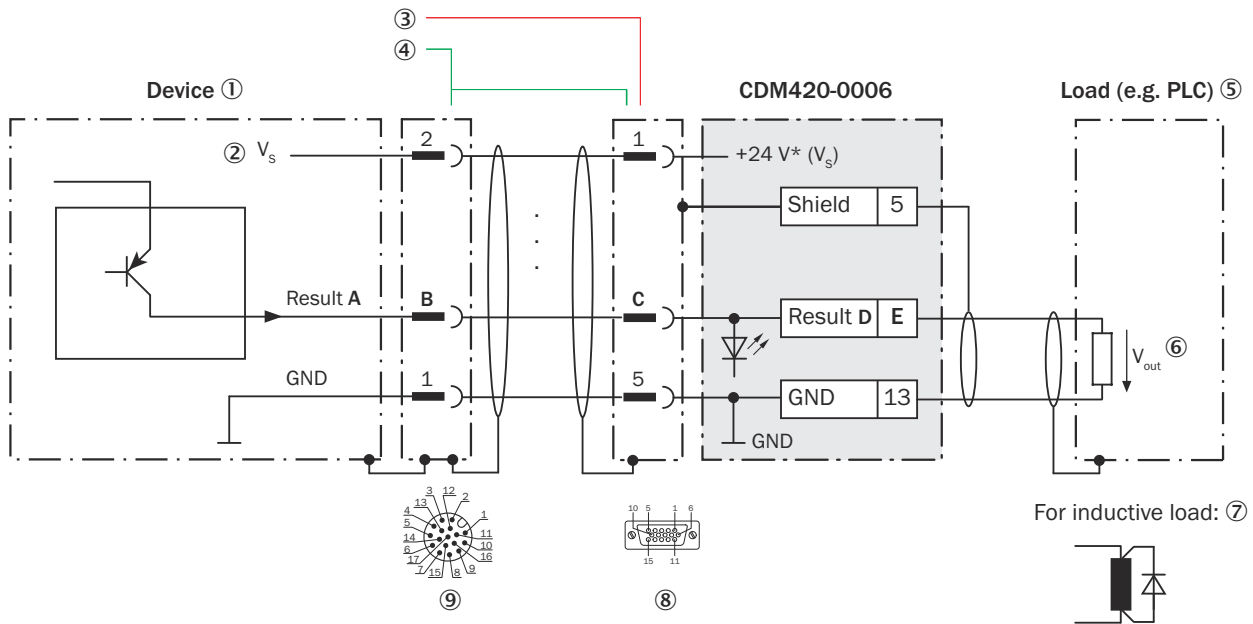 ③
④
Device ①
CDM420-0006
Load (e.g. PLC) ⑤
② Vs
2
1
+24 V* (Vs)
Shield 5
Result A
B
C
Result D E
Vout ⑥
GND
1
5
GND 13
GND
3 12 2
13
4 1
5 11
14 10
6 16
17 9
7 15 8
10 5 1 6
15 11
⑨
⑧
For inductive load: ⑦